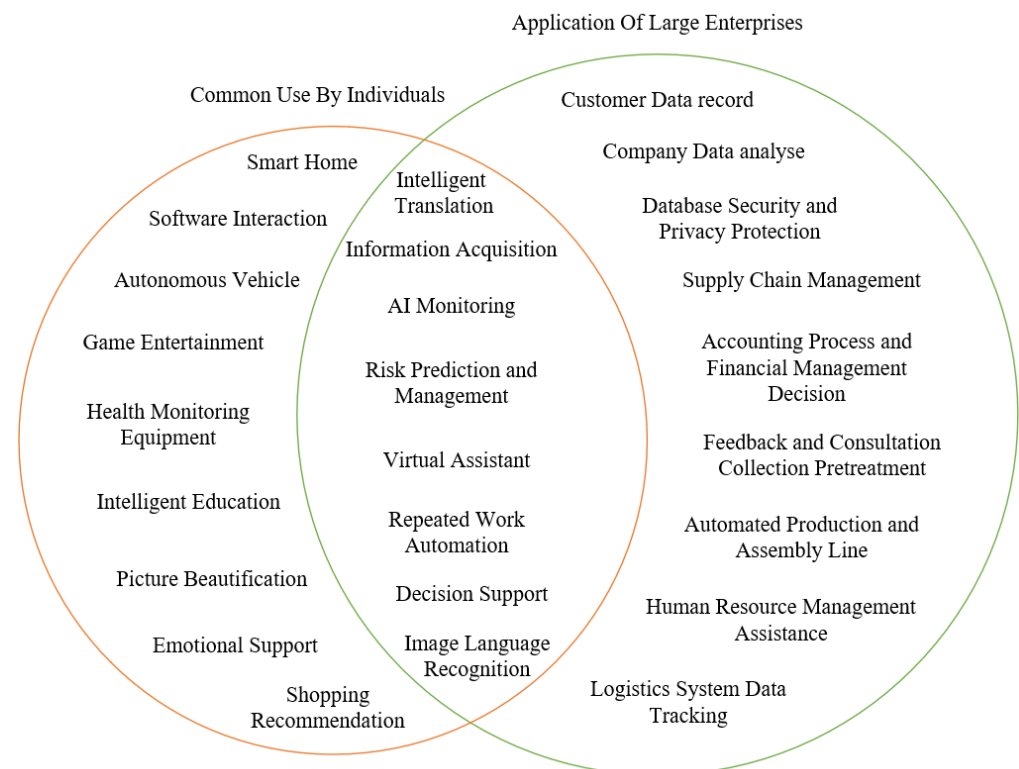 Application Of Large Enterprises
Common Use By Individuals
Smart Home
Software Interaction
Autonomous Vehicle
Game Entertainment
Health Monitoring
Equipment
Intelligent Education
Picture Beautification
Emotional Support
Shopping
Recommendation
Intelligent
Translation
Information Acquisition
AI Monitoring
Risk Prediction and
Management
Virtual Assistant
Repeated Work
Automation
Decision Support
Image Language
Recognition
Customer Data record
Company Data analyse
Database Security and
Privacy Protection
Supply Chain Management
Accounting Process and
Financial Management
Decision
Feedback and Consultation
Collection Pretreatment
Automated Production and
Assembly Line
Human Resource Management
Assistance
Logistics System Data
Tracking